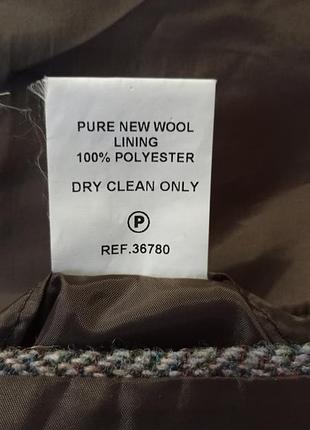 PURE NEW WOOL
LINING
100% POLYESTER
DRY CLEAN ONLY
P
REF.36780